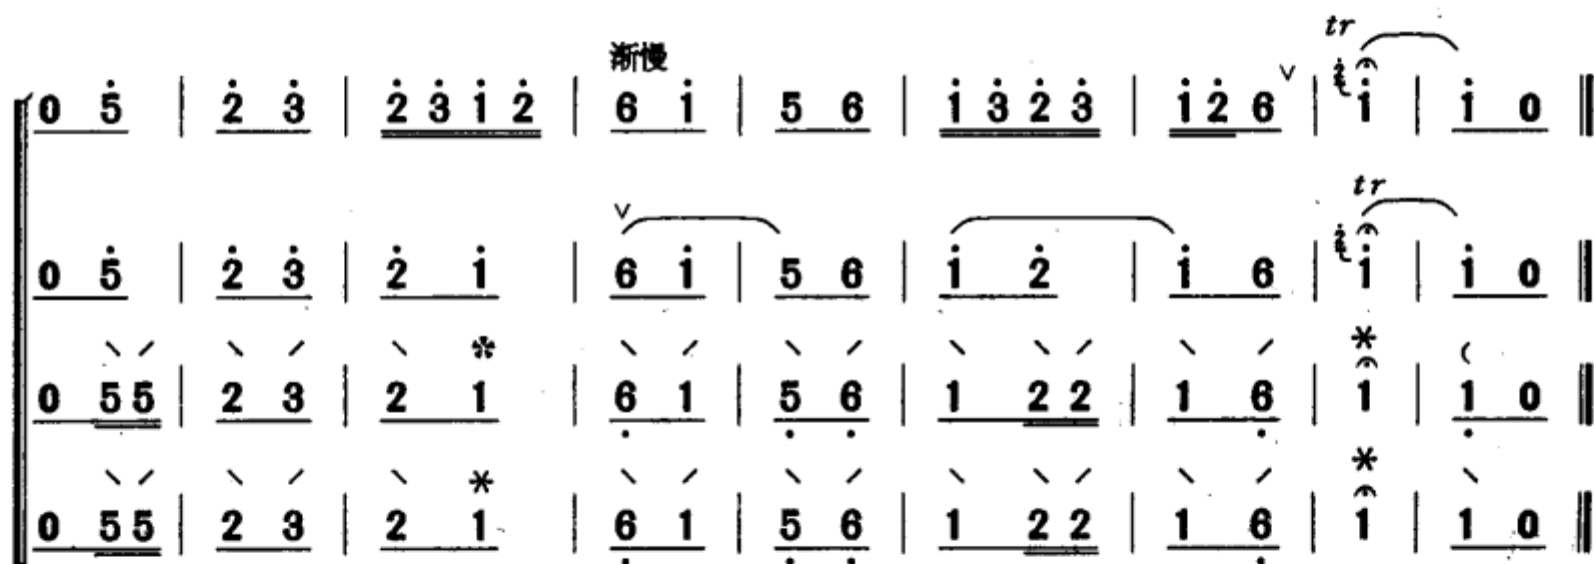 tr
渐慢
0 5̇ | 2̇ 3̇ | 2̇ 3̇ 1̇ 2̇ | 6 1̇ | 5 6 | 1̇ 3̇ 2̇ 3̇ | 1̇ 2̇ 6 ∨ | 1̇ | 1̇ 0 ‖
tr
0 5̇ | 2̇ 3̇ | 2̇ 1̇ | 6 1̇ | 5 6 | 1̇ 2̇ | 1̇ 6 | 1̇ | 1̇ 0 ‖
0 5 5 | 2 3 | 2 1 | 6̣ 1 | 5̣ 6̣ | 1 2 2 | 1 6̣ | 1 | 1̣ 0 ‖
0 5 5 | 2 3 | 2 1 | 6̣ 1 | 5̣ 6̣ | 1 2 2 | 1 6̣ | 1 | 1 0 ‖